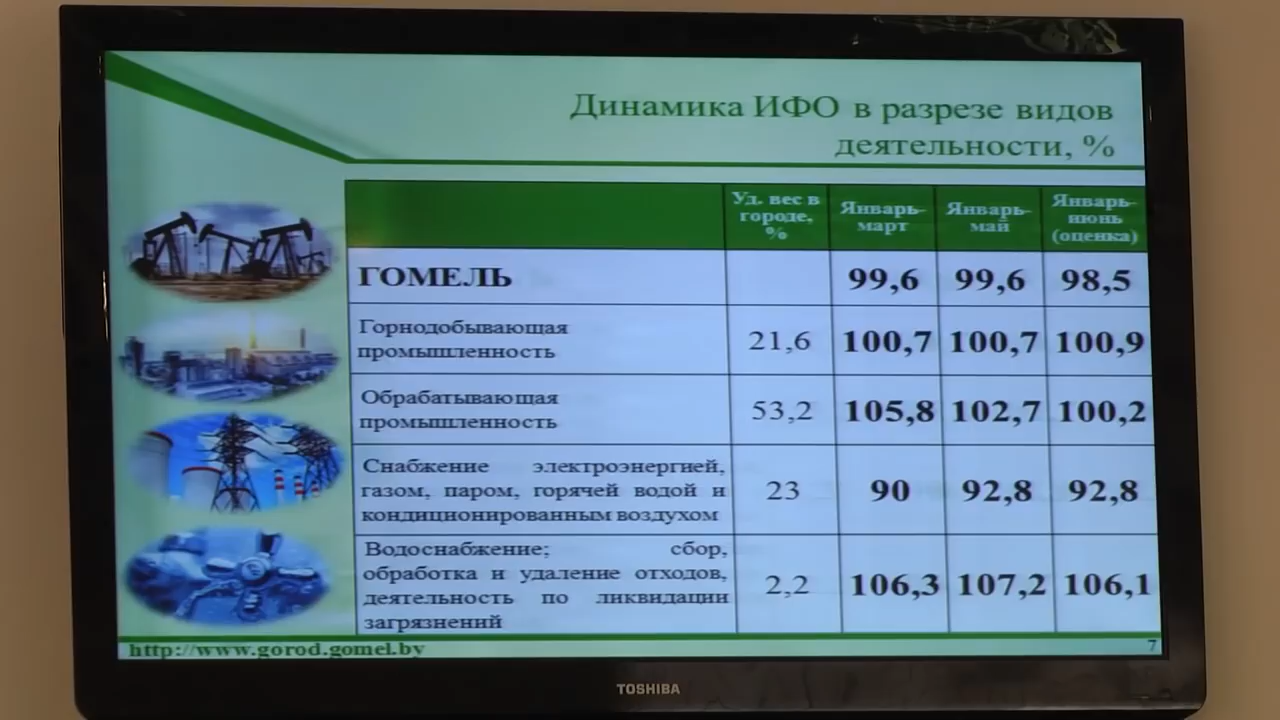 Динамика ИФО в разрезе видов
деятельности, %
Уд. вес в
городе,
%
Январь-
март
Январь-
май
Январь-
июнь
(оценка)
ГОМЕЛЬ
99,6
99,6
98,5
Горнодобывающая
промышленность
21,6
100,7
100,7
100,9
Обрабатывающая
промышленность
53,2
105,8
102,7
100,2
Снабжение электроэнергией,
газом, паром, горячей водой и
кондиционированным воздухом
23
90
92,8
92,8
Водоснабжение; сбор,
обработка и удаление отходов,
деятельность по ликвидации
загрязнений
2,2
106,3
107,2
106,1
http://www.gorod.gomel.by
7
TOSHIBA